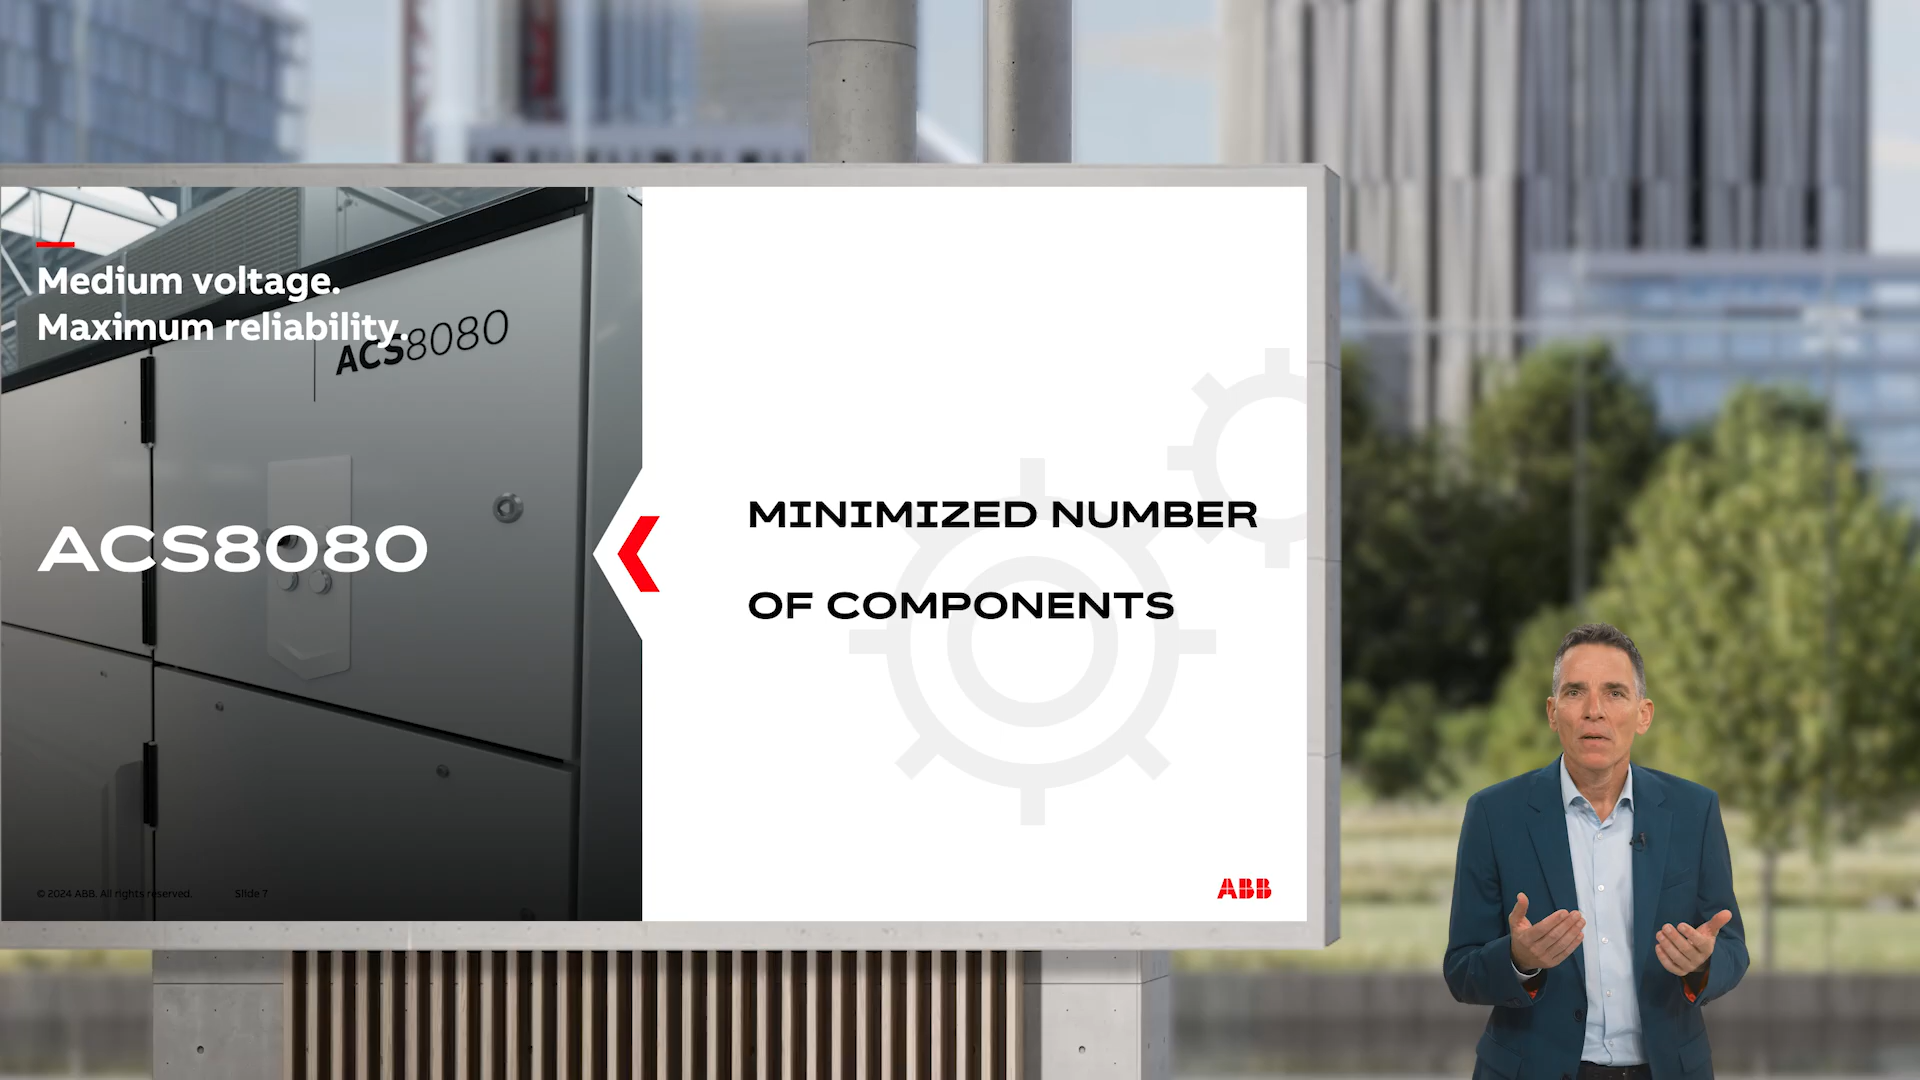 Medium voltage.
Maximum reliability.
ACS8080
ACS8080
MINIMIZED NUMBER
OF COMPONENTS
© 2024 ABB. All rights reserved.
Slide 7
ABB